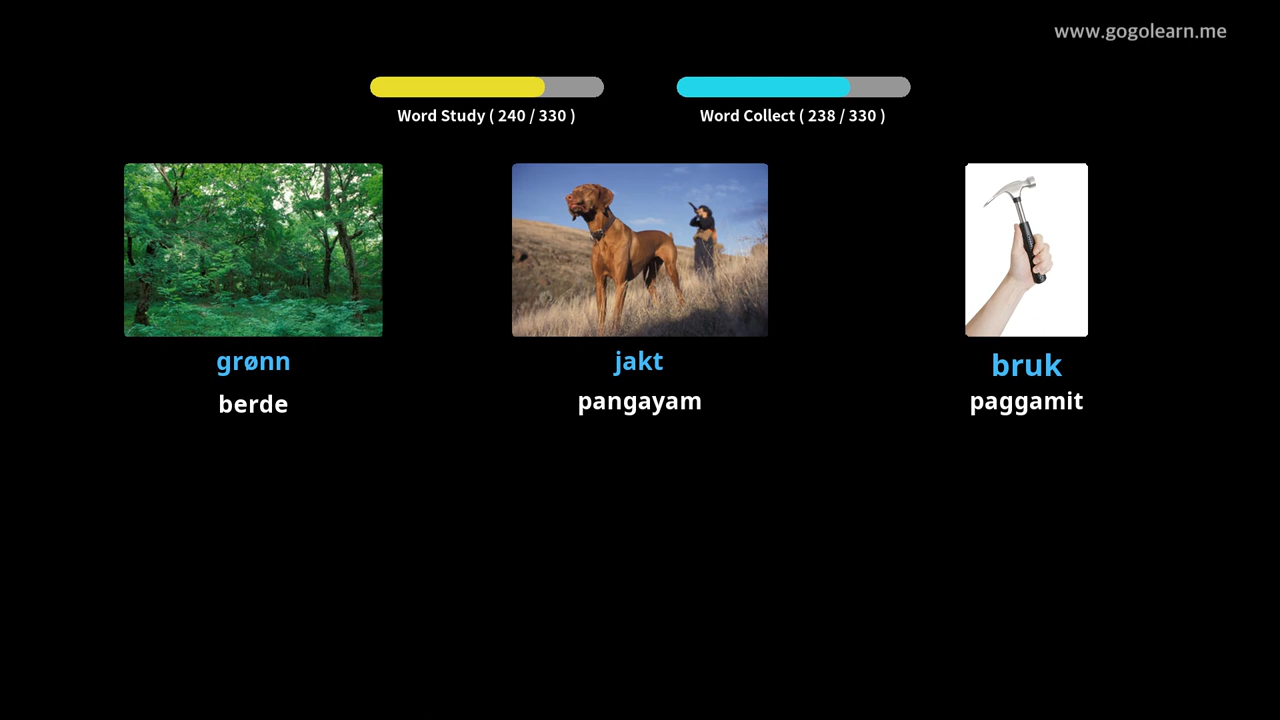 www.gogolearn.me
Word Study ( 240 / 330 )
Word Collect ( 238 / 330 )
grønn
berde
jakt
pangayam
bruk
paggamit